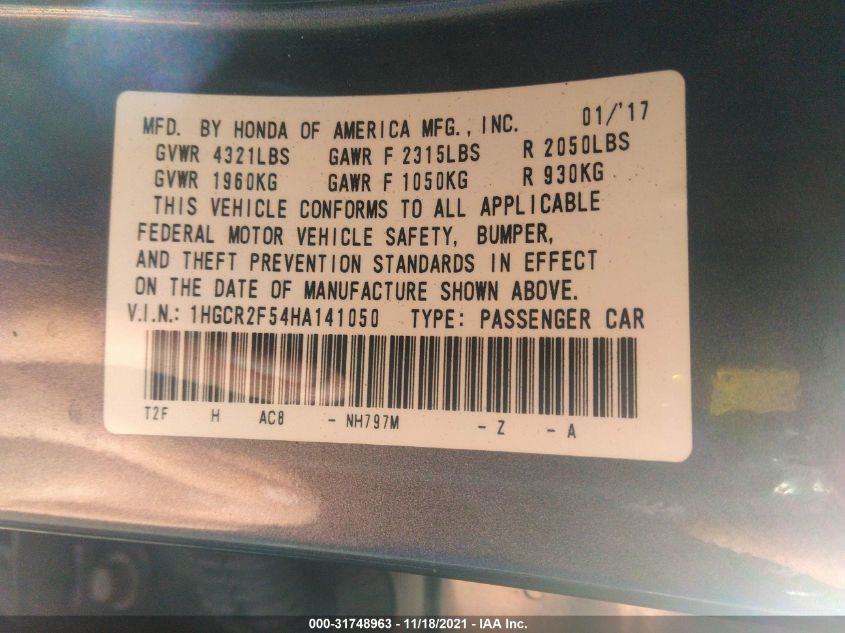 MFD. BY HONDA OF AMERICA MFG., INC. 01/'17
GVWR 4321LBS GAWR F 2315LBS R 2050LBS
GVWR 1960KG GAWR F 1050KG R 930KG
THIS VEHICLE CONFORMS TO ALL APPLICABLE
FEDERAL MOTOR VEHICLE SAFETY, BUMPER,
AND THEFT PREVENTION STANDARDS IN EFFECT
ON THE DATE OF MANUFACTURE SHOWN ABOVE.
V.I.N.: 1HGCR2F54HA141050 TYPE: PASSENGER CAR
T2F H AC8 - NH797M - Z - A
000-31748963 - 11/18/2021 - IAA Inc.